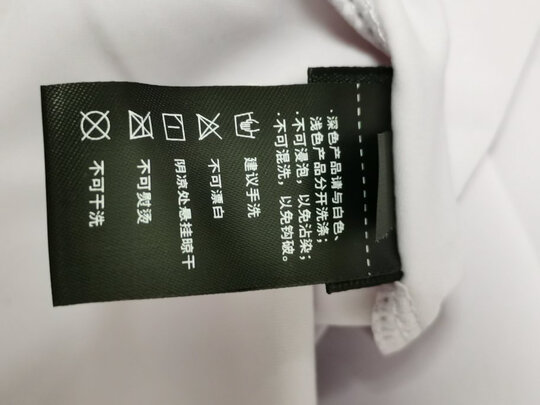 ·深色产品请与白色、
浅色产品分开洗涤;
·不可浸泡,以免沾染;
·不可混洗,以免钩破。
建议手洗
不可漂白
阴凉处悬挂晾干
不可熨烫
不可干洗